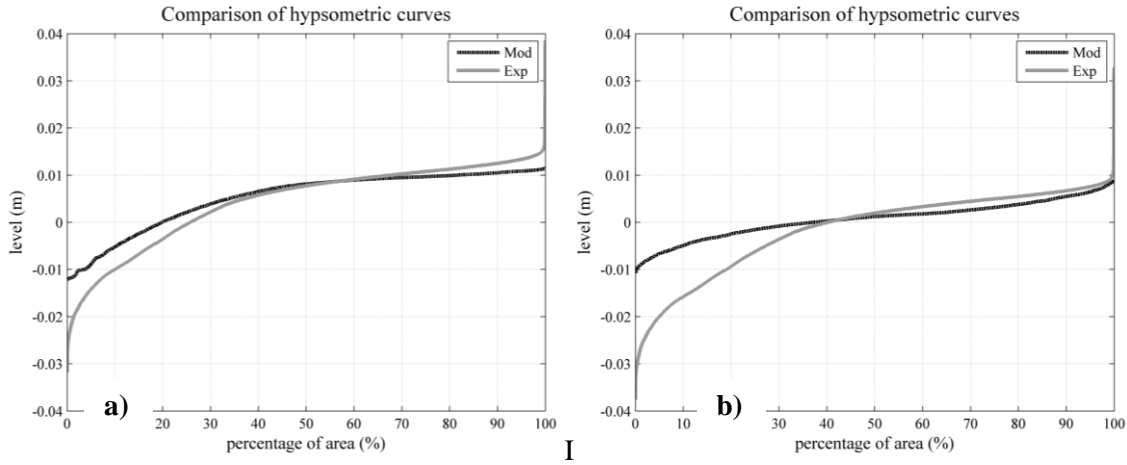 Comparison of hypsometric curves
0.04
0.03
0.02
0.01
0
-0.01
-0.02
-0.03
-0.04
level (m)
Mod
Exp
a)
0 10 20 30 40 50 60 70 80 90 100
percentage of area (%)
I
Comparison of hypsometric curves
0.04
0.03
0.02
0.01
0
-0.01
-0.02
-0.03
-0.04
level (m)
Mod
Exp
b)
0 10 20 30 40 50 60 70 80 90 100
percentage of area (%)